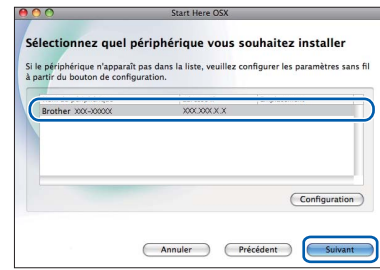 Start Here OSX
Sélectionnez quel périphérique vous souhaitez installer
Si le périphérique n'apparaît pas dans la liste, veuillez configurer les paramètres sans fil
à partir du bouton de configuration.
Brother XXX-XXXXX XXX.XXX.X.X
Configuration
Annuler Précédent Suivant